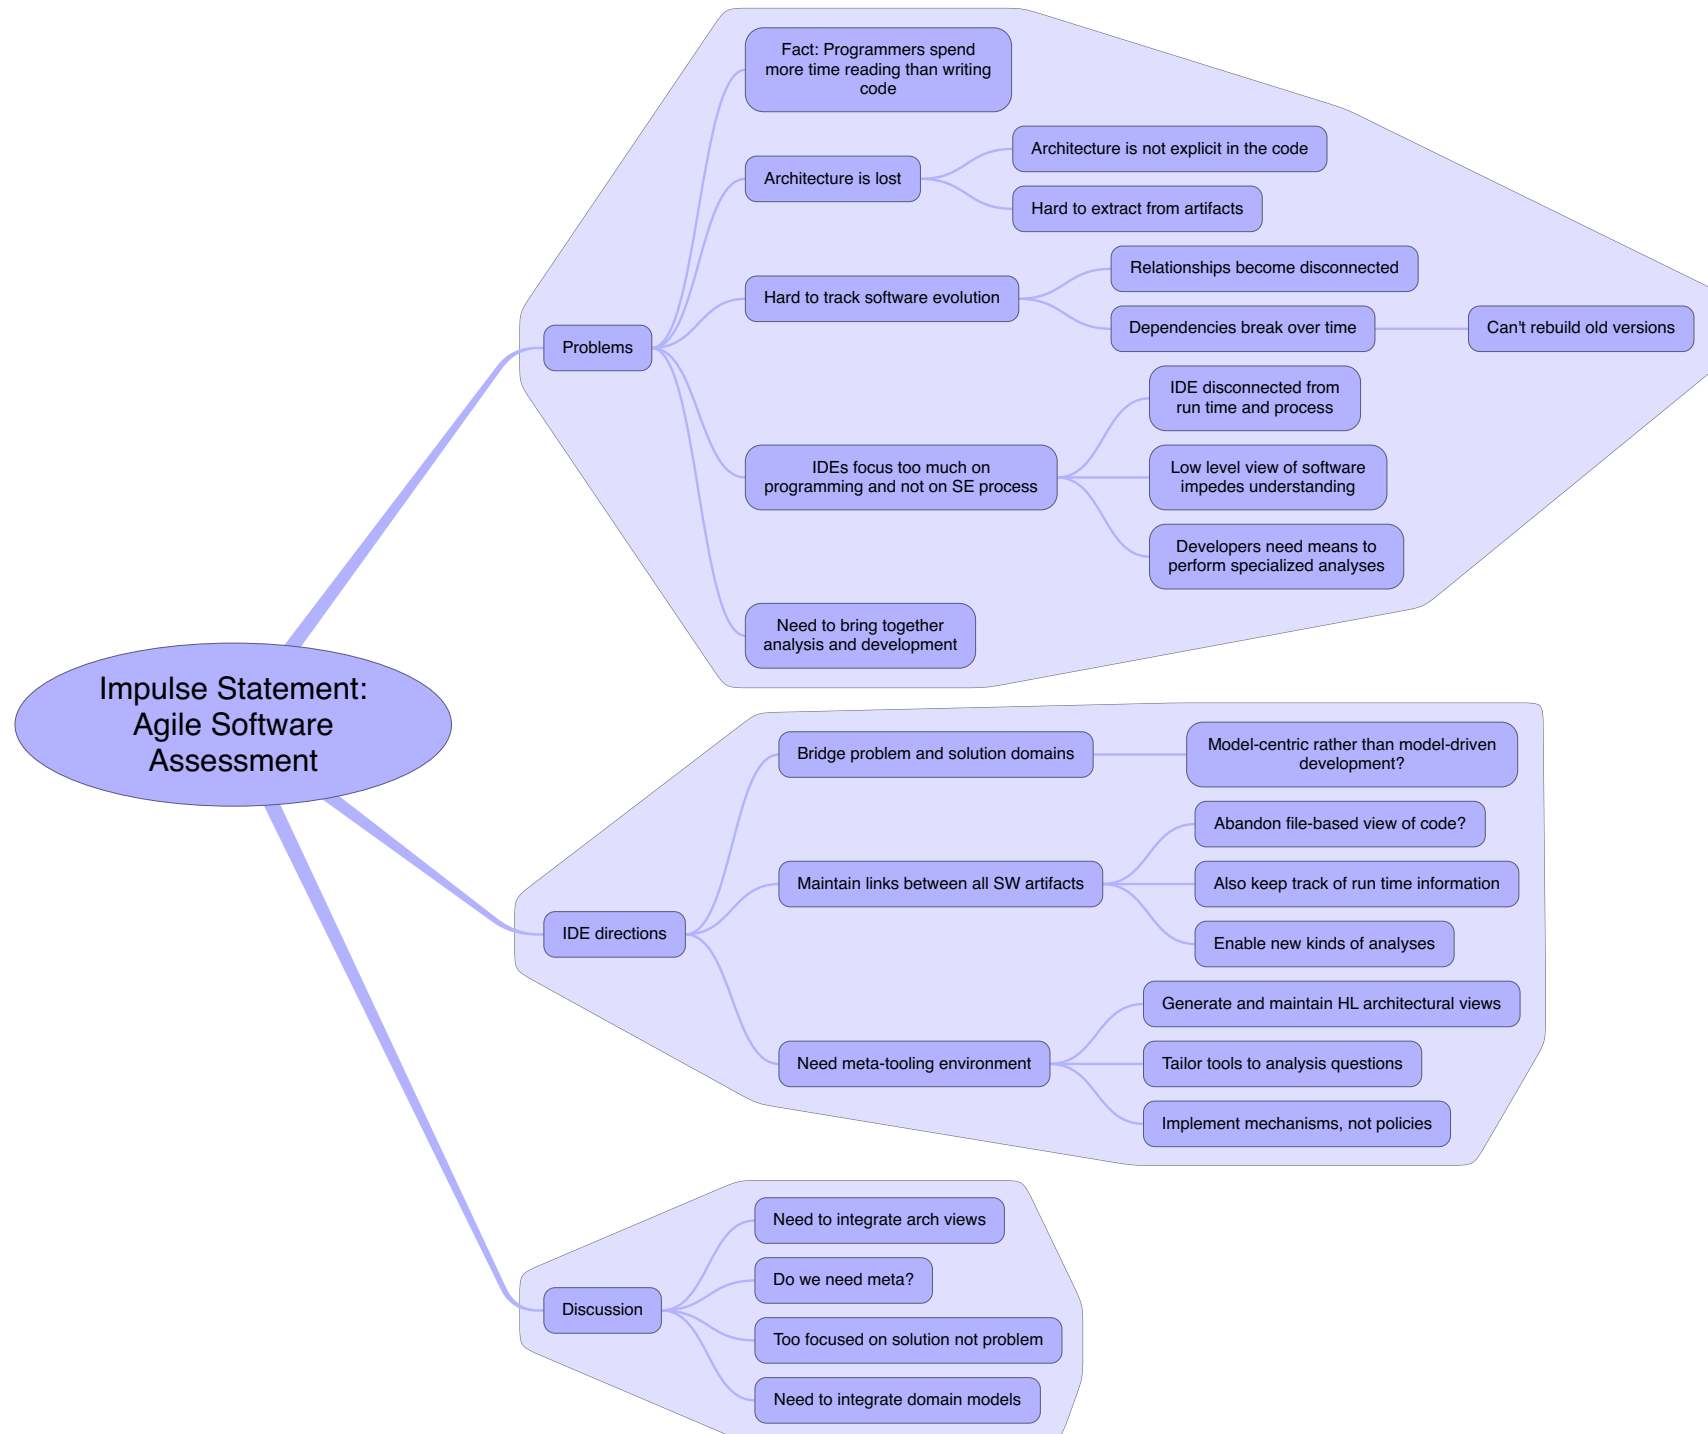 Fact: Programmers spend
more time reading than writing
code
Architecture is lost
Architecture is not explicit in the code
Hard to extract from artifacts
Hard to track software evolution
Relationships become disconnected
Dependencies break over time
Can't rebuild old versions
Problems
IDEs focus too much on
programming and not on SE process
IDE disconnected from
run time and process
Low level view of software
impedes understanding
Developers need means to
perform specialized analyses
Need to bring together
analysis and development
Impulse Statement:
Agile Software
Assessment
Bridge problem and solution domains
Model-centric rather than model-driven
development?
Maintain links between all SW artifacts
Abandon file-based view of code?
Also keep track of run time information
Enable new kinds of analyses
IDE directions
Need meta-tooling environment
Generate and maintain HL architectural views
Tailor tools to analysis questions
Implement mechanisms, not policies
Discussion
Need to integrate arch views
Do we need meta?
Too focused on solution not problem
Need to integrate domain models